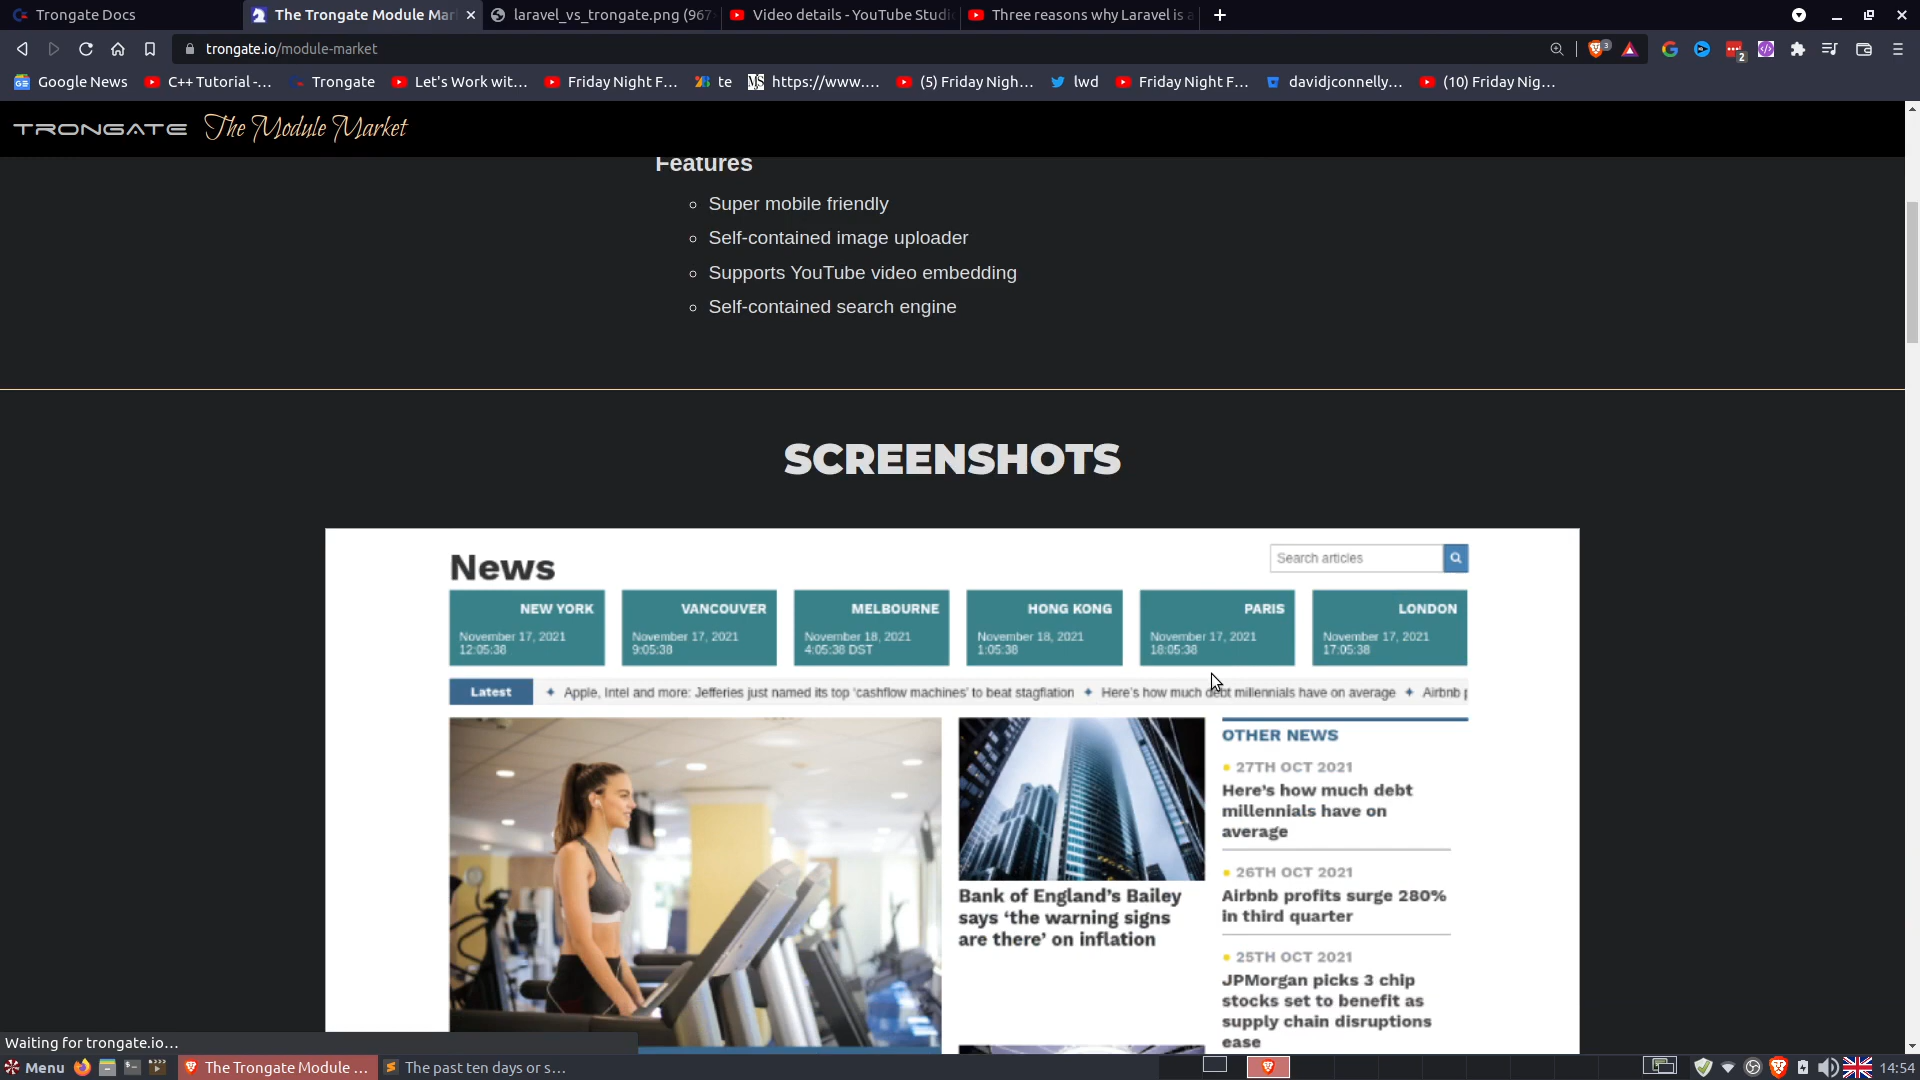 Trongate Docs
The Trongate Module Mar
laravel_vs_trongate.png (967
Video details - YouTube Studi
Three reasons why Laravel is a
trongate.io/module-market
3
2
Google News
C++ Tutorial -...
Trongate
Let's Work wit...
Friday Night F...
te
https://www....
(5) Friday Nigh...
lwd
Friday Night F...
davidjconnelly...
(10) Friday Nig...
TRONGATE The Module Market
Features
Super mobile friendly
Self-contained image uploader
Supports YouTube video embedding
Self-contained search engine
SCREENSHOTS
News
Search articles
NEW YORK
November 17, 2021
12:05:38
VANCOUVER
November 17, 2021
9:05:38
MELBOURNE
November 18, 2021
4:05:38 DST
HONG KONG
November 18, 2021
1:05:38
PARIS
November 17, 2021
18:05:38
LONDON
November 17, 2021
17:05:38
Latest
Apple, Intel and more: Jefferies just named its top 'cashflow machines' to beat stagflation
Here's how much debt millennials have on average
Airbnb p
Bank of England's Bailey
says 'the warning signs
are there' on inflation
OTHER NEWS
27TH OCT 2021
Here's how much debt
millennials have on
average
26TH OCT 2021
Airbnb profits surge 280%
in third quarter
25TH OCT 2021
JPMorgan picks 3 chip
stocks set to benefit as
supply chain disruptions
ease
Waiting for trongate.io...
Menu
The Trongate Module ...
The past ten days or s...
14:54